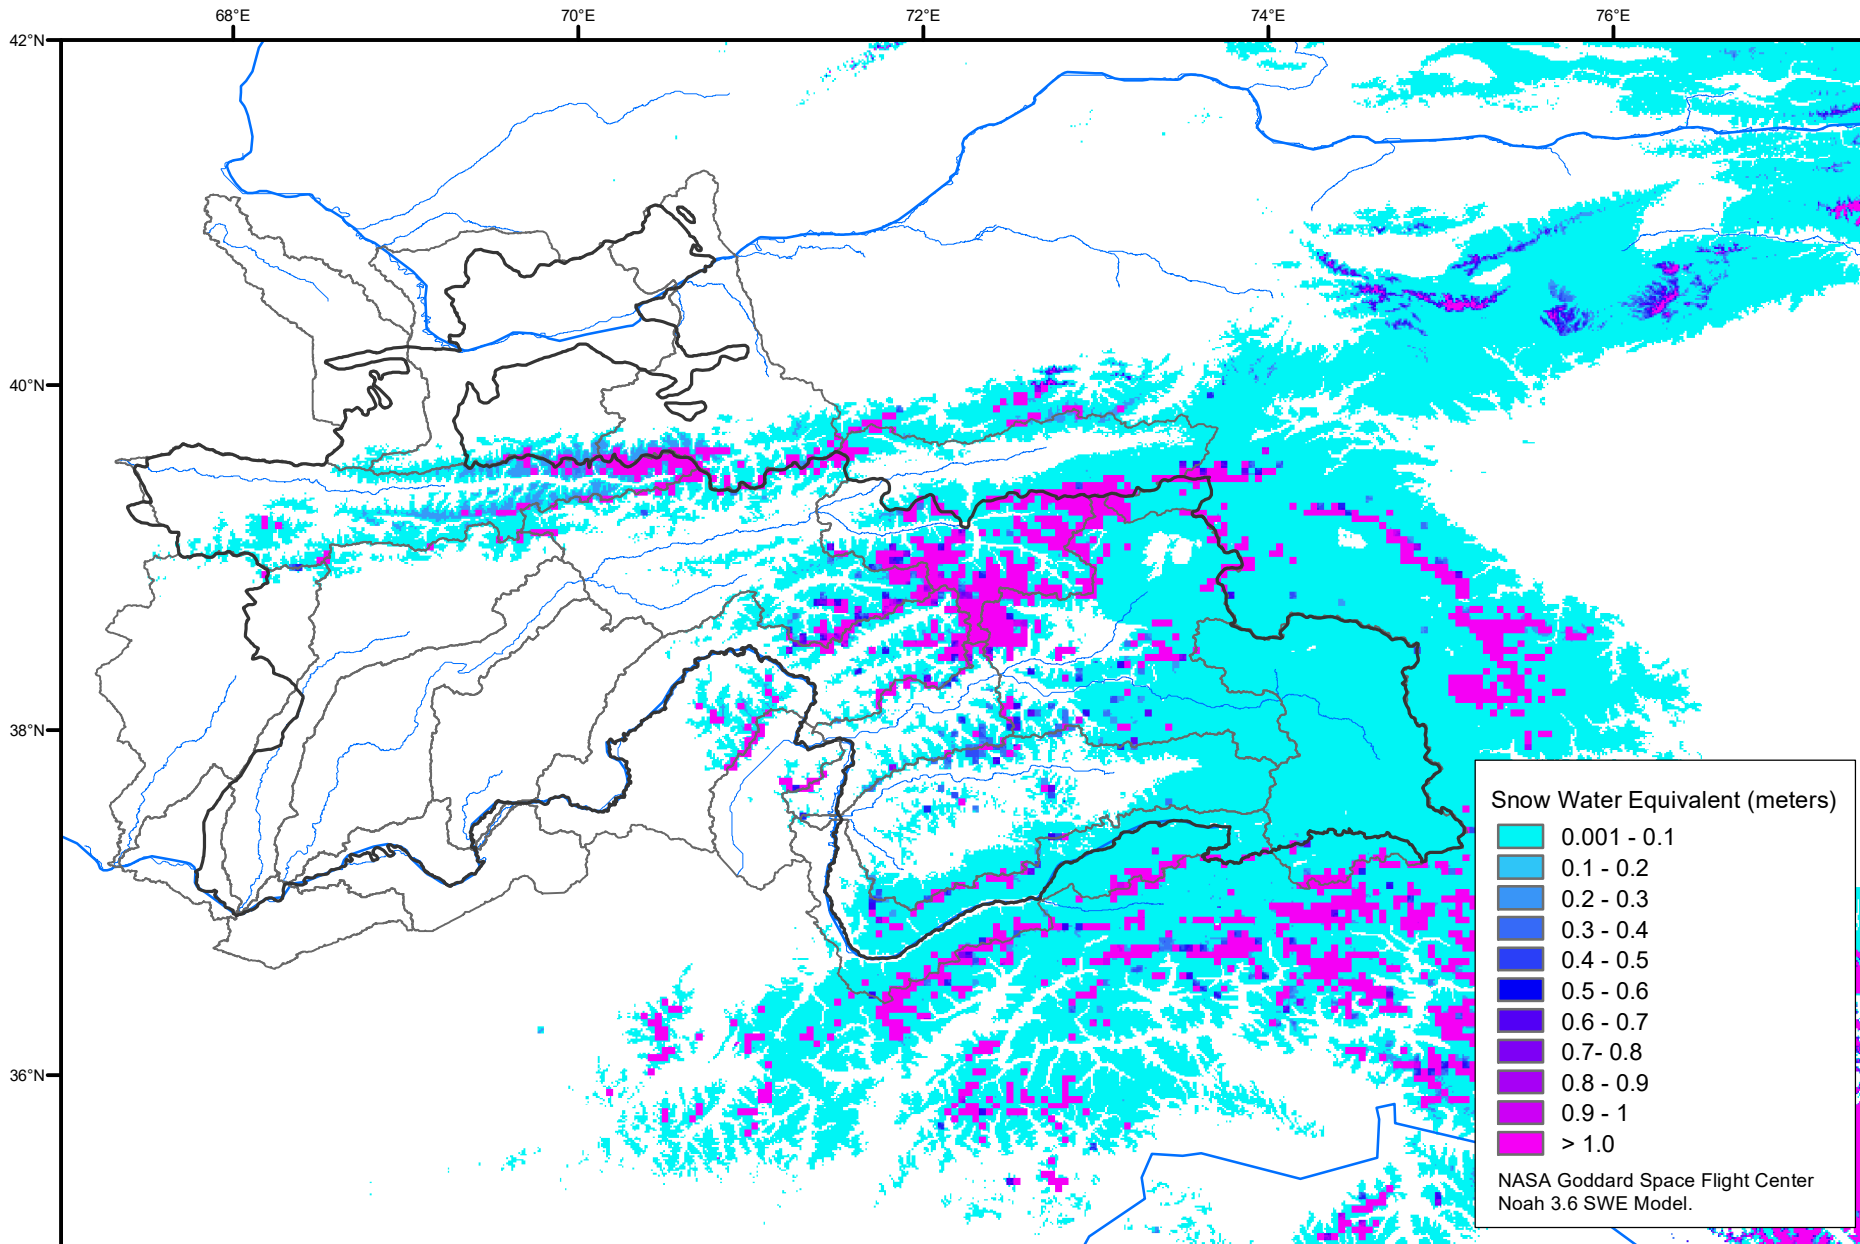 68°E 70°E 72°E 74°E 76°E
42°N
40°N
38°N
36°N
Snow Water Equivalent (meters)
0.001 - 0.1
0.1 - 0.2
0.2 - 0.3
0.3 - 0.4
0.4 - 0.5
0.5 - 0.6
0.6 - 0.7
0.7- 0.8
0.8 - 0.9
0.9 - 1
> 1.0
NASA Goddard Space Flight Center
Noah 3.6 SWE Model.